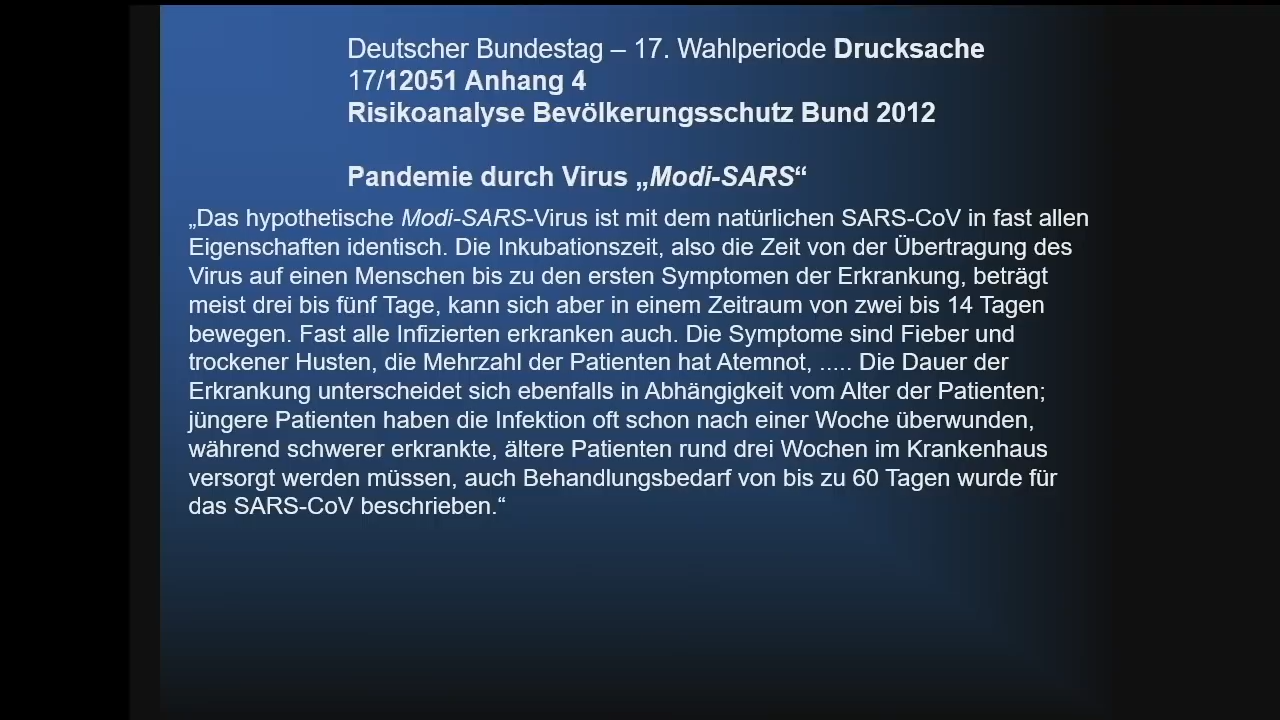 Deutscher Bundestag – 17. Wahlperiode Drucksache
17/12051 Anhang 4
Risikoanalyse Bevölkerungsschutz Bund 2012
Pandemie durch Virus „Modi-SARS“
„Das hypothetische Modi-SARS-Virus ist mit dem natürlichen SARS-CoV in fast allen
Eigenschaften identisch. Die Inkubationszeit, also die Zeit von der Übertragung des
Virus auf einen Menschen bis zu den ersten Symptomen der Erkrankung, beträgt
meist drei bis fünf Tage, kann sich aber in einem Zeitraum von zwei bis 14 Tagen
bewegen. Fast alle Infizierten erkranken auch. Die Symptome sind Fieber und
trockener Husten, die Mehrzahl der Patienten hat Atemnot, ..... Die Dauer der
Erkrankung unterscheidet sich ebenfalls in Abhängigkeit vom Alter der Patienten;
jüngere Patienten haben die Infektion oft schon nach einer Woche überwunden,
während schwerer erkrankte, ältere Patienten rund drei Wochen im Krankenhaus
versorgt werden müssen, auch Behandlungsbedarf von bis zu 60 Tagen wurde für
das SARS-CoV beschrieben.“